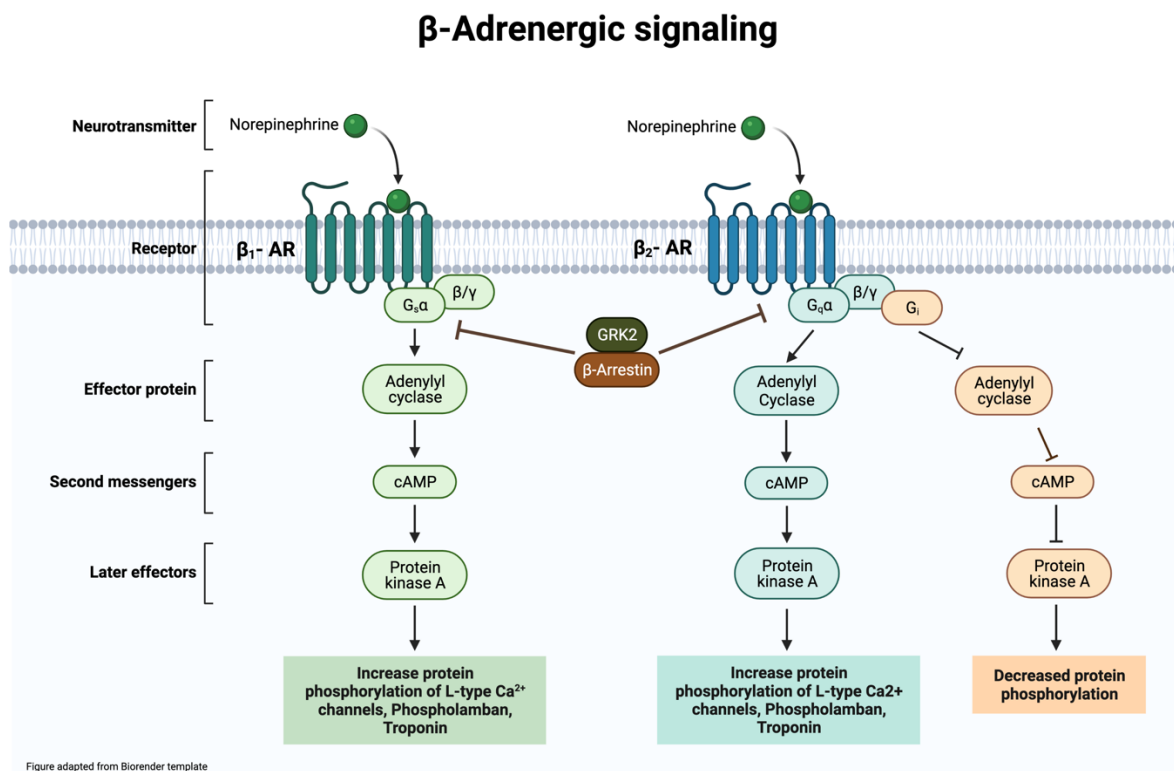 β-Adrenergic signaling
Neurotransmitter
Norepinephrine
Norepinephrine
Receptor
β₁- AR
β₂- AR
Gₛα
β/γ
GRK2
β-Arrestin
G_qα
β/γ
Gᵢ
Effector protein
Adenylyl
cyclase
Adenylyl
Cyclase
Adenylyl
cyclase
Second messengers
cAMP
cAMP
cAMP
Later effectors
Protein
kinase A
Protein
kinase A
Protein
kinase A
Increase protein
phosphorylation of L-type Ca²⁺
channels, Phospholamban,
Troponin
Increase protein
phosphorylation of L-type Ca2+
channels, Phospholamban,
Troponin
Decreased protein
phosphorylation
Figure adapted from Biorender template